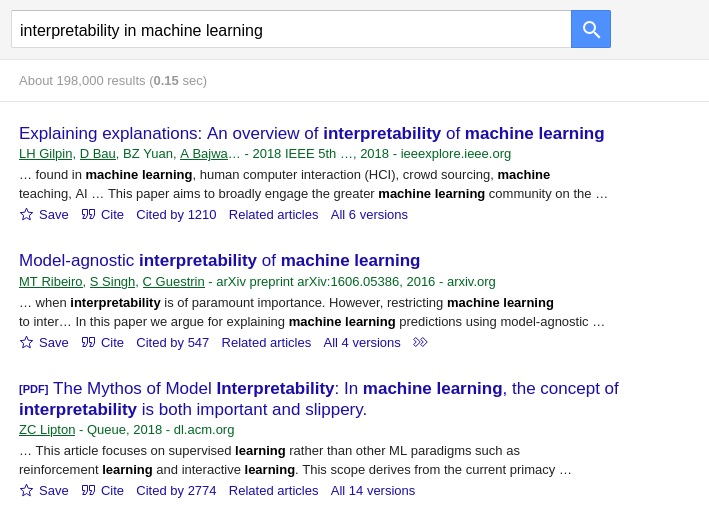 interpretability in machine learning
About 198,000 results (0.15 sec)
Explaining explanations: An overview of interpretability of machine learning
LH Gilpin, D Bau, BZ Yuan, A Bajwa… - 2018 IEEE 5th …, 2018 - ieeexplore.ieee.org
… found in machine learning, human computer interaction (HCI), crowd sourcing, machine
teaching, AI … This paper aims to broadly engage the greater machine learning community on the …
Save Cite Cited by 1210 Related articles All 6 versions
Model-agnostic interpretability of machine learning
MT Ribeiro, S Singh, C Guestrin - arXiv preprint arXiv:1606.05386, 2016 - arxiv.org
… when interpretability is of paramount importance. However, restricting machine learning
to inter… In this paper we argue for explaining machine learning predictions using model-agnostic …
Save Cite Cited by 547 Related articles All 4 versions
[PDF] The Mythos of Model Interpretability: In machine learning, the concept of
interpretability is both important and slippery.
ZC Lipton - Queue, 2018 - dl.acm.org
… This article focuses on supervised learning rather than other ML paradigms such as
reinforcement learning and interactive learning. This scope derives from the current primacy …
Save Cite Cited by 2774 Related articles All 14 versions